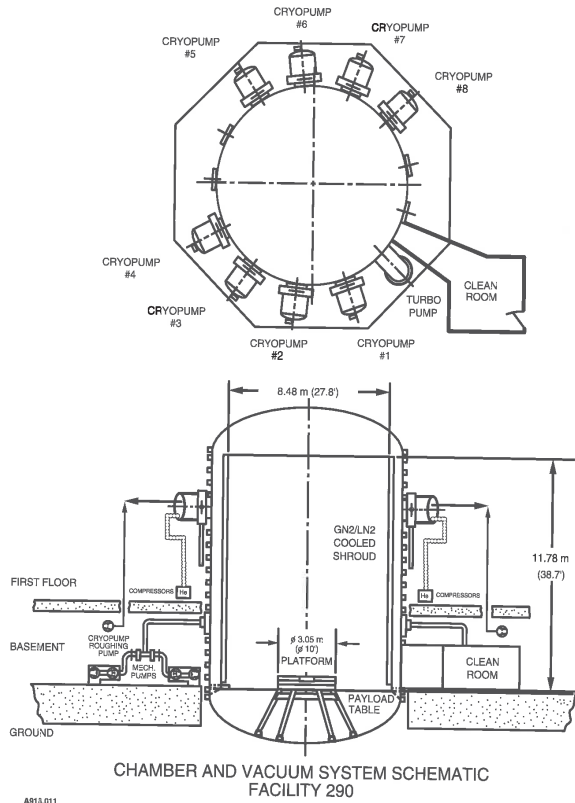 CRYOPUMP
#6
CRYOPUMP
#7
CRYOPUMP
#5
CRYOPUMP
#8
CRYOPUMP
#4
CRYOPUMP
#3
CRYOPUMP
#2
CRYOPUMP
#1
TURBO
PUMP
CLEAN
ROOM
8.48 m (27.8')
GN2/LN2
COOLED
SHROUD
11.78 m
(38.7')
FIRST FLOOR
COMPRESSORS
He
He
COMPRESSORS
CRYOPUMP
ROUGHING
PUMP
BASEMENT
MECH.
PUMPS
ø 3.05 m
(ø 10')
PLATFORM
CLEAN
ROOM
PAYLOAD
TABLE
GROUND
CHAMBER AND VACUUM SYSTEM SCHEMATIC
FACILITY 290
A915.011